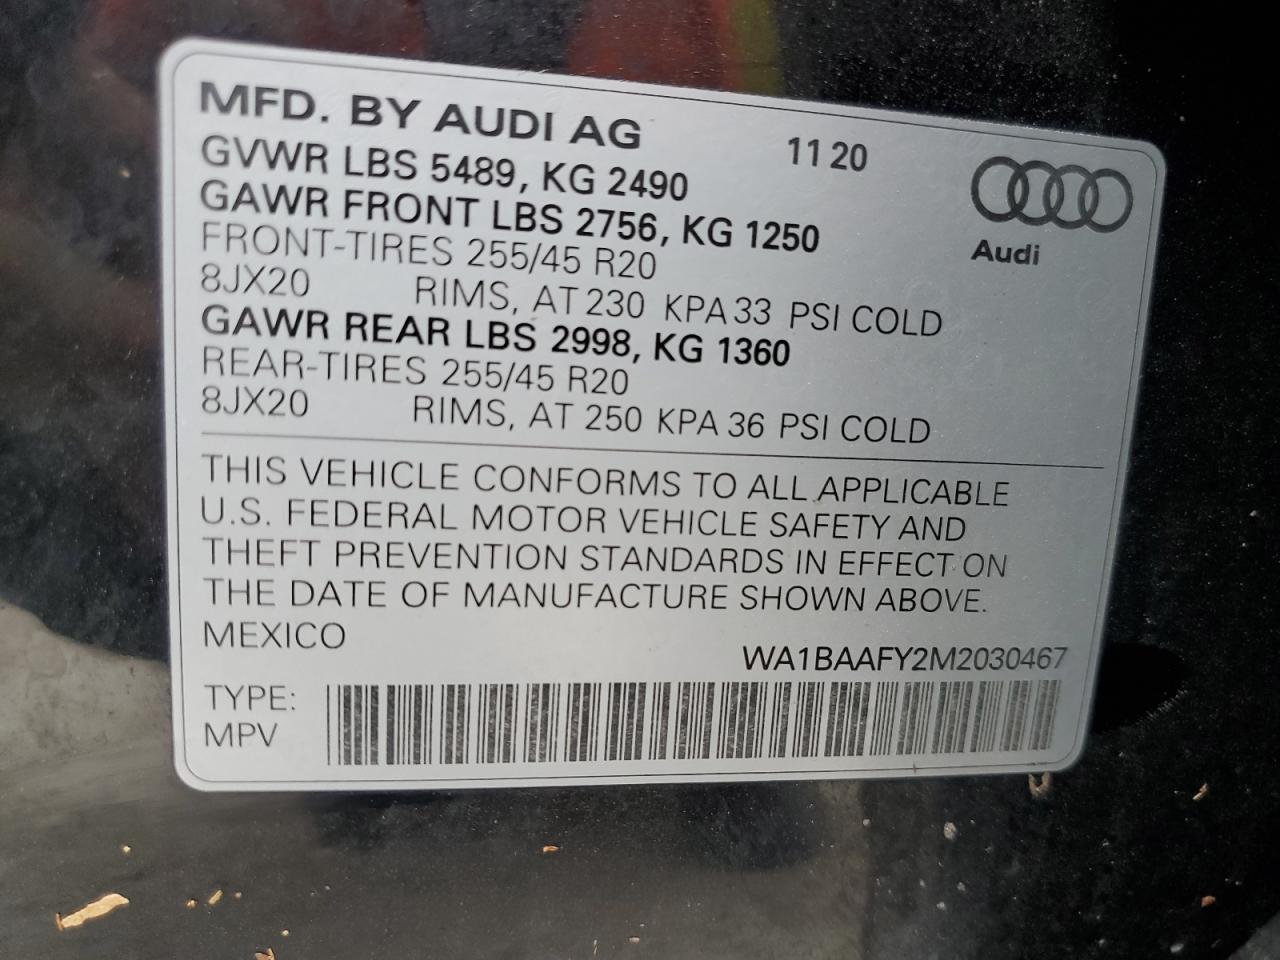 MFD. BY AUDI AG 11 20
GVWR LBS 5489, KG 2490
GAWR FRONT LBS 2756, KG 1250
Audi
FRONT-TIRES 255/45 R20
8JX20 RIMS, AT 230 KPA 33 PSI COLD
GAWR REAR LBS 2998, KG 1360
REAR-TIRES 255/45 R20
8JX20 RIMS, AT 250 KPA 36 PSI COLD
THIS VEHICLE CONFORMS TO ALL APPLICABLE
U.S. FEDERAL MOTOR VEHICLE SAFETY AND
THEFT PREVENTION STANDARDS IN EFFECT ON
THE DATE OF MANUFACTURE SHOWN ABOVE.
MEXICO
WA1BAAFY2M2030467
TYPE:
MPV